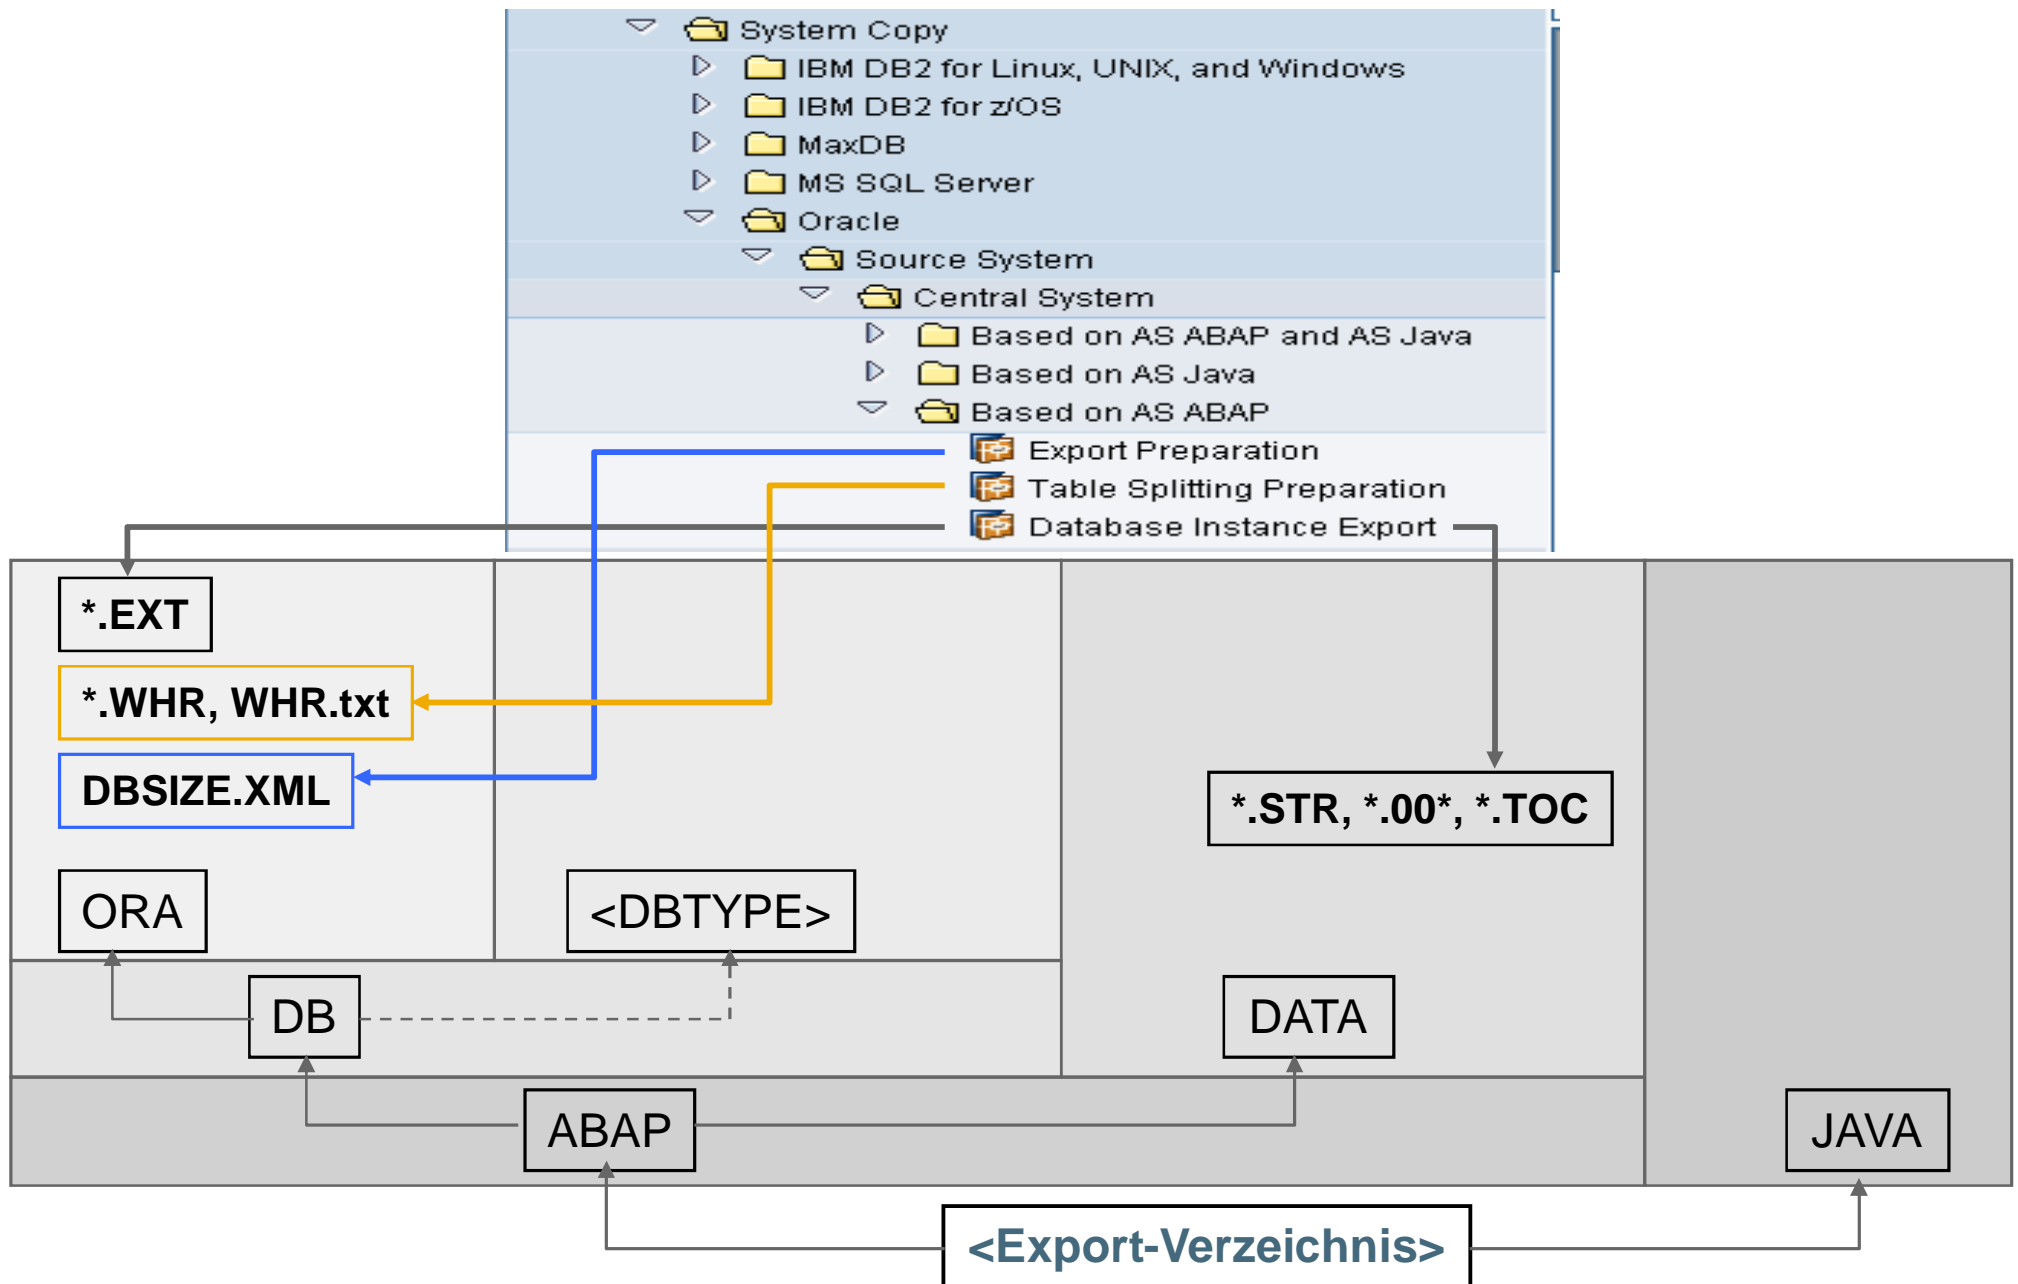 System Copy
IBM DB2 for Linux, UNIX, and Windows
IBM DB2 for z/OS
MaxDB
MS SQL Server
Oracle
Source System
Central System
Based on AS ABAP and AS Java
Based on AS Java
Based on AS ABAP
Export Preparation
Table Splitting Preparation
Database Instance Export
*.EXT
*.WHR, WHR.txt
DBSIZE.XML
*.STR, *.00*, *.TOC
ORA
<DBTYPE>
DB
DATA
ABAP
JAVA
<Export-Verzeichnis>